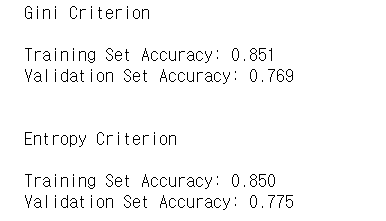 Gini Criterion
Training Set Accuracy: 0.851
Validation Set Accuracy: 0.769
Entropy Criterion
Training Set Accuracy: 0.850
Validation Set Accuracy: 0.775